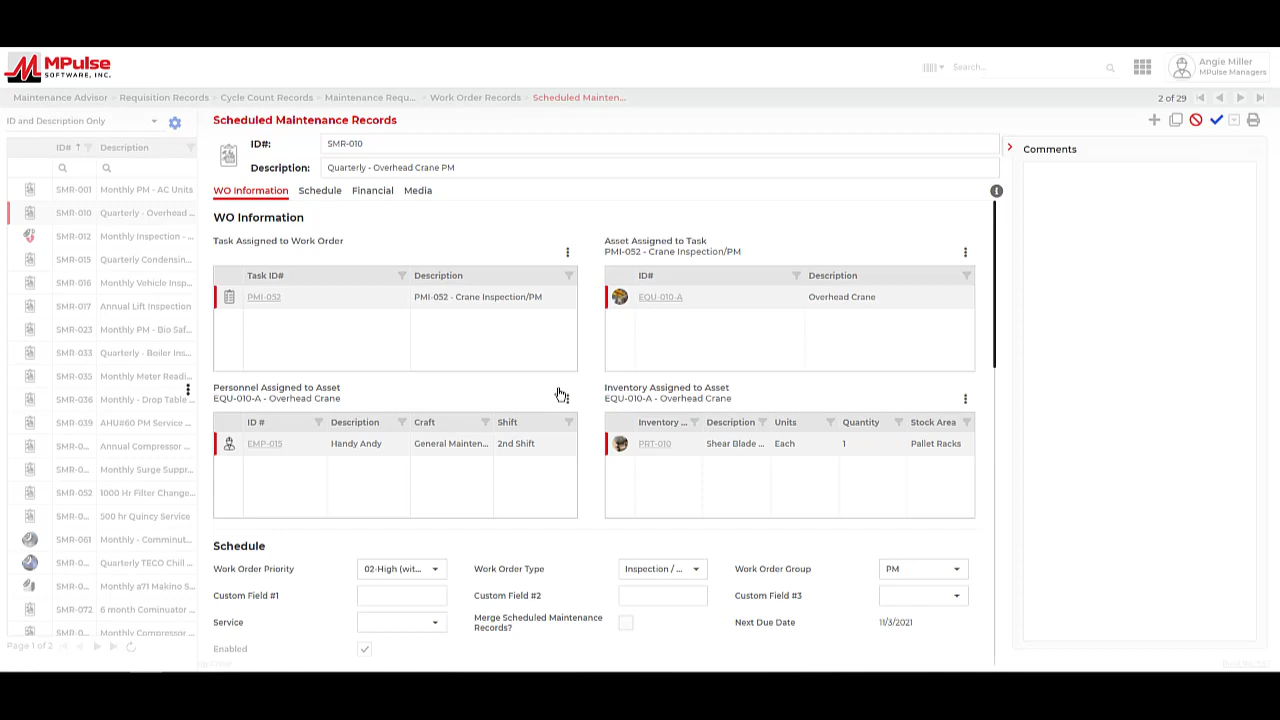 MPulse
SOFTWARE, INC.
Search...
Angie Miller
MPulse Managers
Maintenance Advisor > Requisition Records > Cycle Count Records > Maintenance Requ... > Work Order Records > Scheduled Mainten...
2 of 29
ID and Description Only
ID# ↑ Description
SMR-001 Monthly PM - AC Units
SMR-010 Quarterly - Overhead ...
SMR-012 Monthly Inspection - ...
SMR-015 Quarterly Condensin...
SMR-016 Monthly Vehicle Insp...
SMR-017 Annual Lift Inspection
SMR-023 Monthly PM - Bio Saf...
SMR-033 Quarterly - Boiler Ins...
SMR-035 Monthly Meter Readi...
SMR-036 Monthly - Drop Table ...
SMR-039 AHU#60 PM Service ...
SMR-0... Annual Compressor ...
SMR-0... Monthly Surge Suppr...
SMR-052 1000 Hr Filter Change...
SMR-0... 500 hr Quincy Service
SMR-061 Monthly - Comminut...
SMR-0... Quarterly TECO Chill ...
SMR-0... Monthly a71 Makino S...
SMR-072 6 month Cominuator ...
SMR-0... Monthly Compressor ...
Page 1 of 2
Scheduled Maintenance Records
ID#: SMR-010
Description: Quarterly - Overhead Crane PM
WO Information Schedule Financial Media
WO Information
Task Assigned to Work Order
Task ID# Description
PMI-052 PMI-052 - Crane Inspection/PM
Asset Assigned to Task
PMI-052 - Crane Inspection/PM
ID# Description
EQU-010-A Overhead Crane
Personnel Assigned to Asset
EQU-010-A - Overhead Crane
ID # Description Craft Shift
EMP-015 Handy Andy General Mainten... 2nd Shift
Inventory Assigned to Asset
EQU-010-A - Overhead Crane
Inventory ... Description Units Quantity Stock Area
PRT-010 Shear Blade ... Each 1 Pallet Racks
Schedule
Work Order Priority 02-High (wit... Work Order Type Inspection / ... Work Order Group PM
Custom Field #1 Custom Field #2 Custom Field #3
Service Merge Scheduled Maintenance Records? Next Due Date 11/3/2021
Enabled
Comments